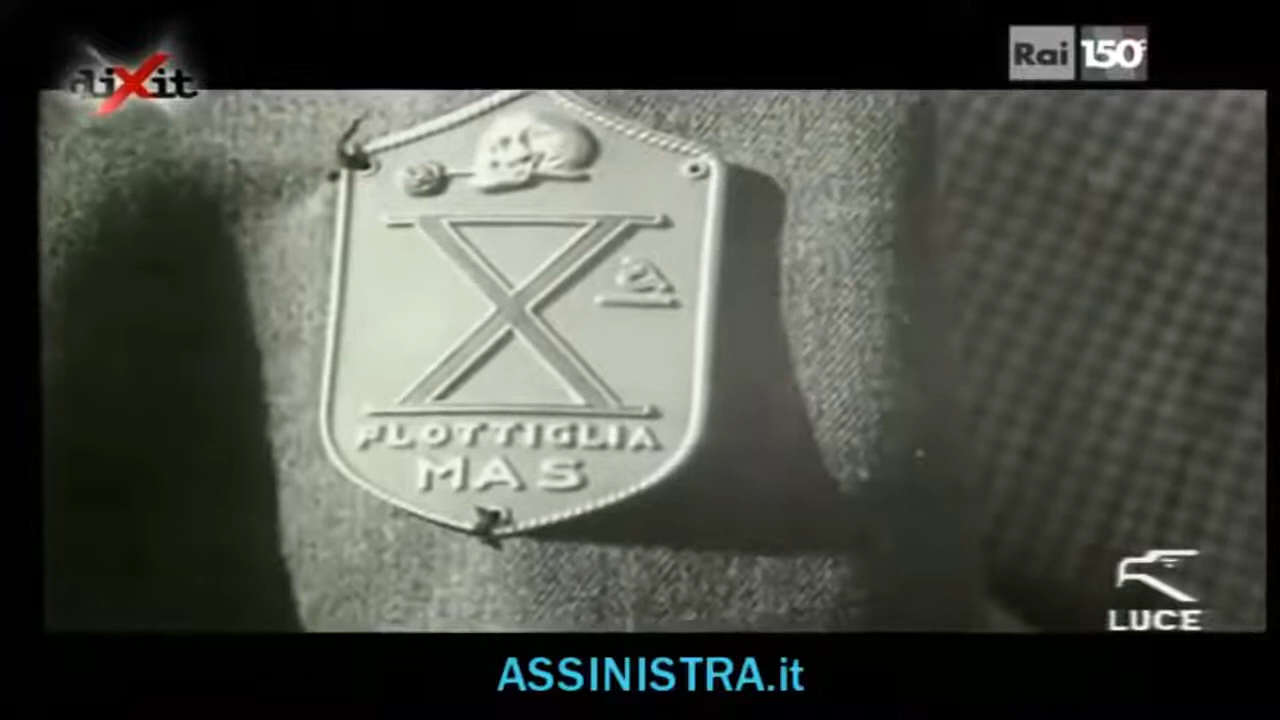 diXit
Rai 150°
X
a
FLOTTIGLIA
MAS
LUCE
ASSINISTRA.it